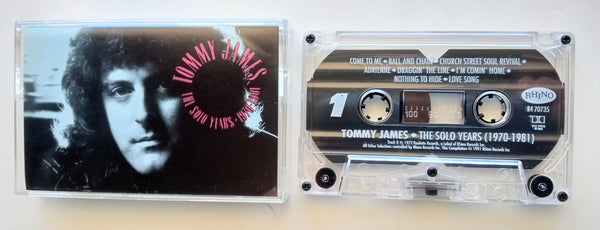 TOMMY JAMES
THE SOLO YEARS
COME TO ME • BALL AND CHAIN • CHURCH STREET SOUL REVIVAL •
ADRIENNE • DRAGGIN' THE LINE • I'M COMIN' HOME •
NOTHING TO HIDE • LOVE SONG
RHINO
R4 70735
1
100
TOMMY JAMES • THE SOLO YEARS (1970-1981)